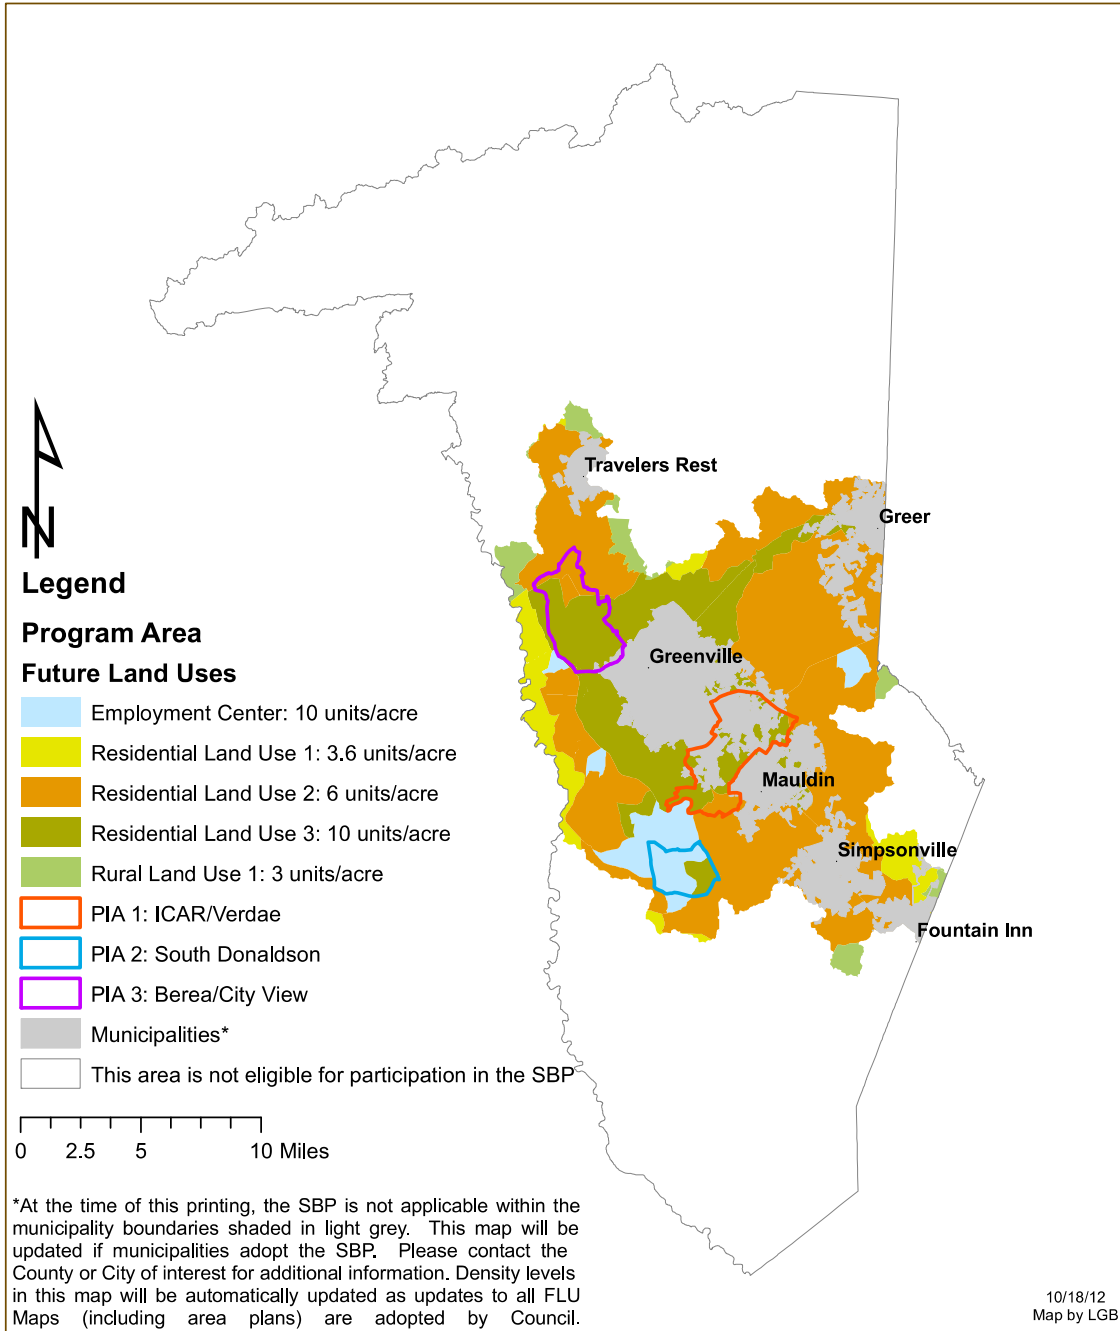 Travelers Rest
Greer
Greenville
Mauldin
Simpsonville
Fountain Inn
N
Legend
Program Area
Future Land Uses
Employment Center: 10 units/acre
Residential Land Use 1: 3.6 units/acre
Residential Land Use 2: 6 units/acre
Residential Land Use 3: 10 units/acre
Rural Land Use 1: 3 units/acre
PIA 1: ICAR/Verdae
PIA 2: South Donaldson
PIA 3: Berea/City View
Municipalities*
This area is not eligible for participation in the SBP
0 2.5 5 10 Miles
*At the time of this printing, the SBP is not applicable within the
municipality boundaries shaded in light grey. This map will be
updated if municipalities adopt the SBP. Please contact the
County or City of interest for additional information. Density levels
in this map will be automatically updated as updates to all FLU
Maps (including area plans) are adopted by Council.
10/18/12
Map by LGB